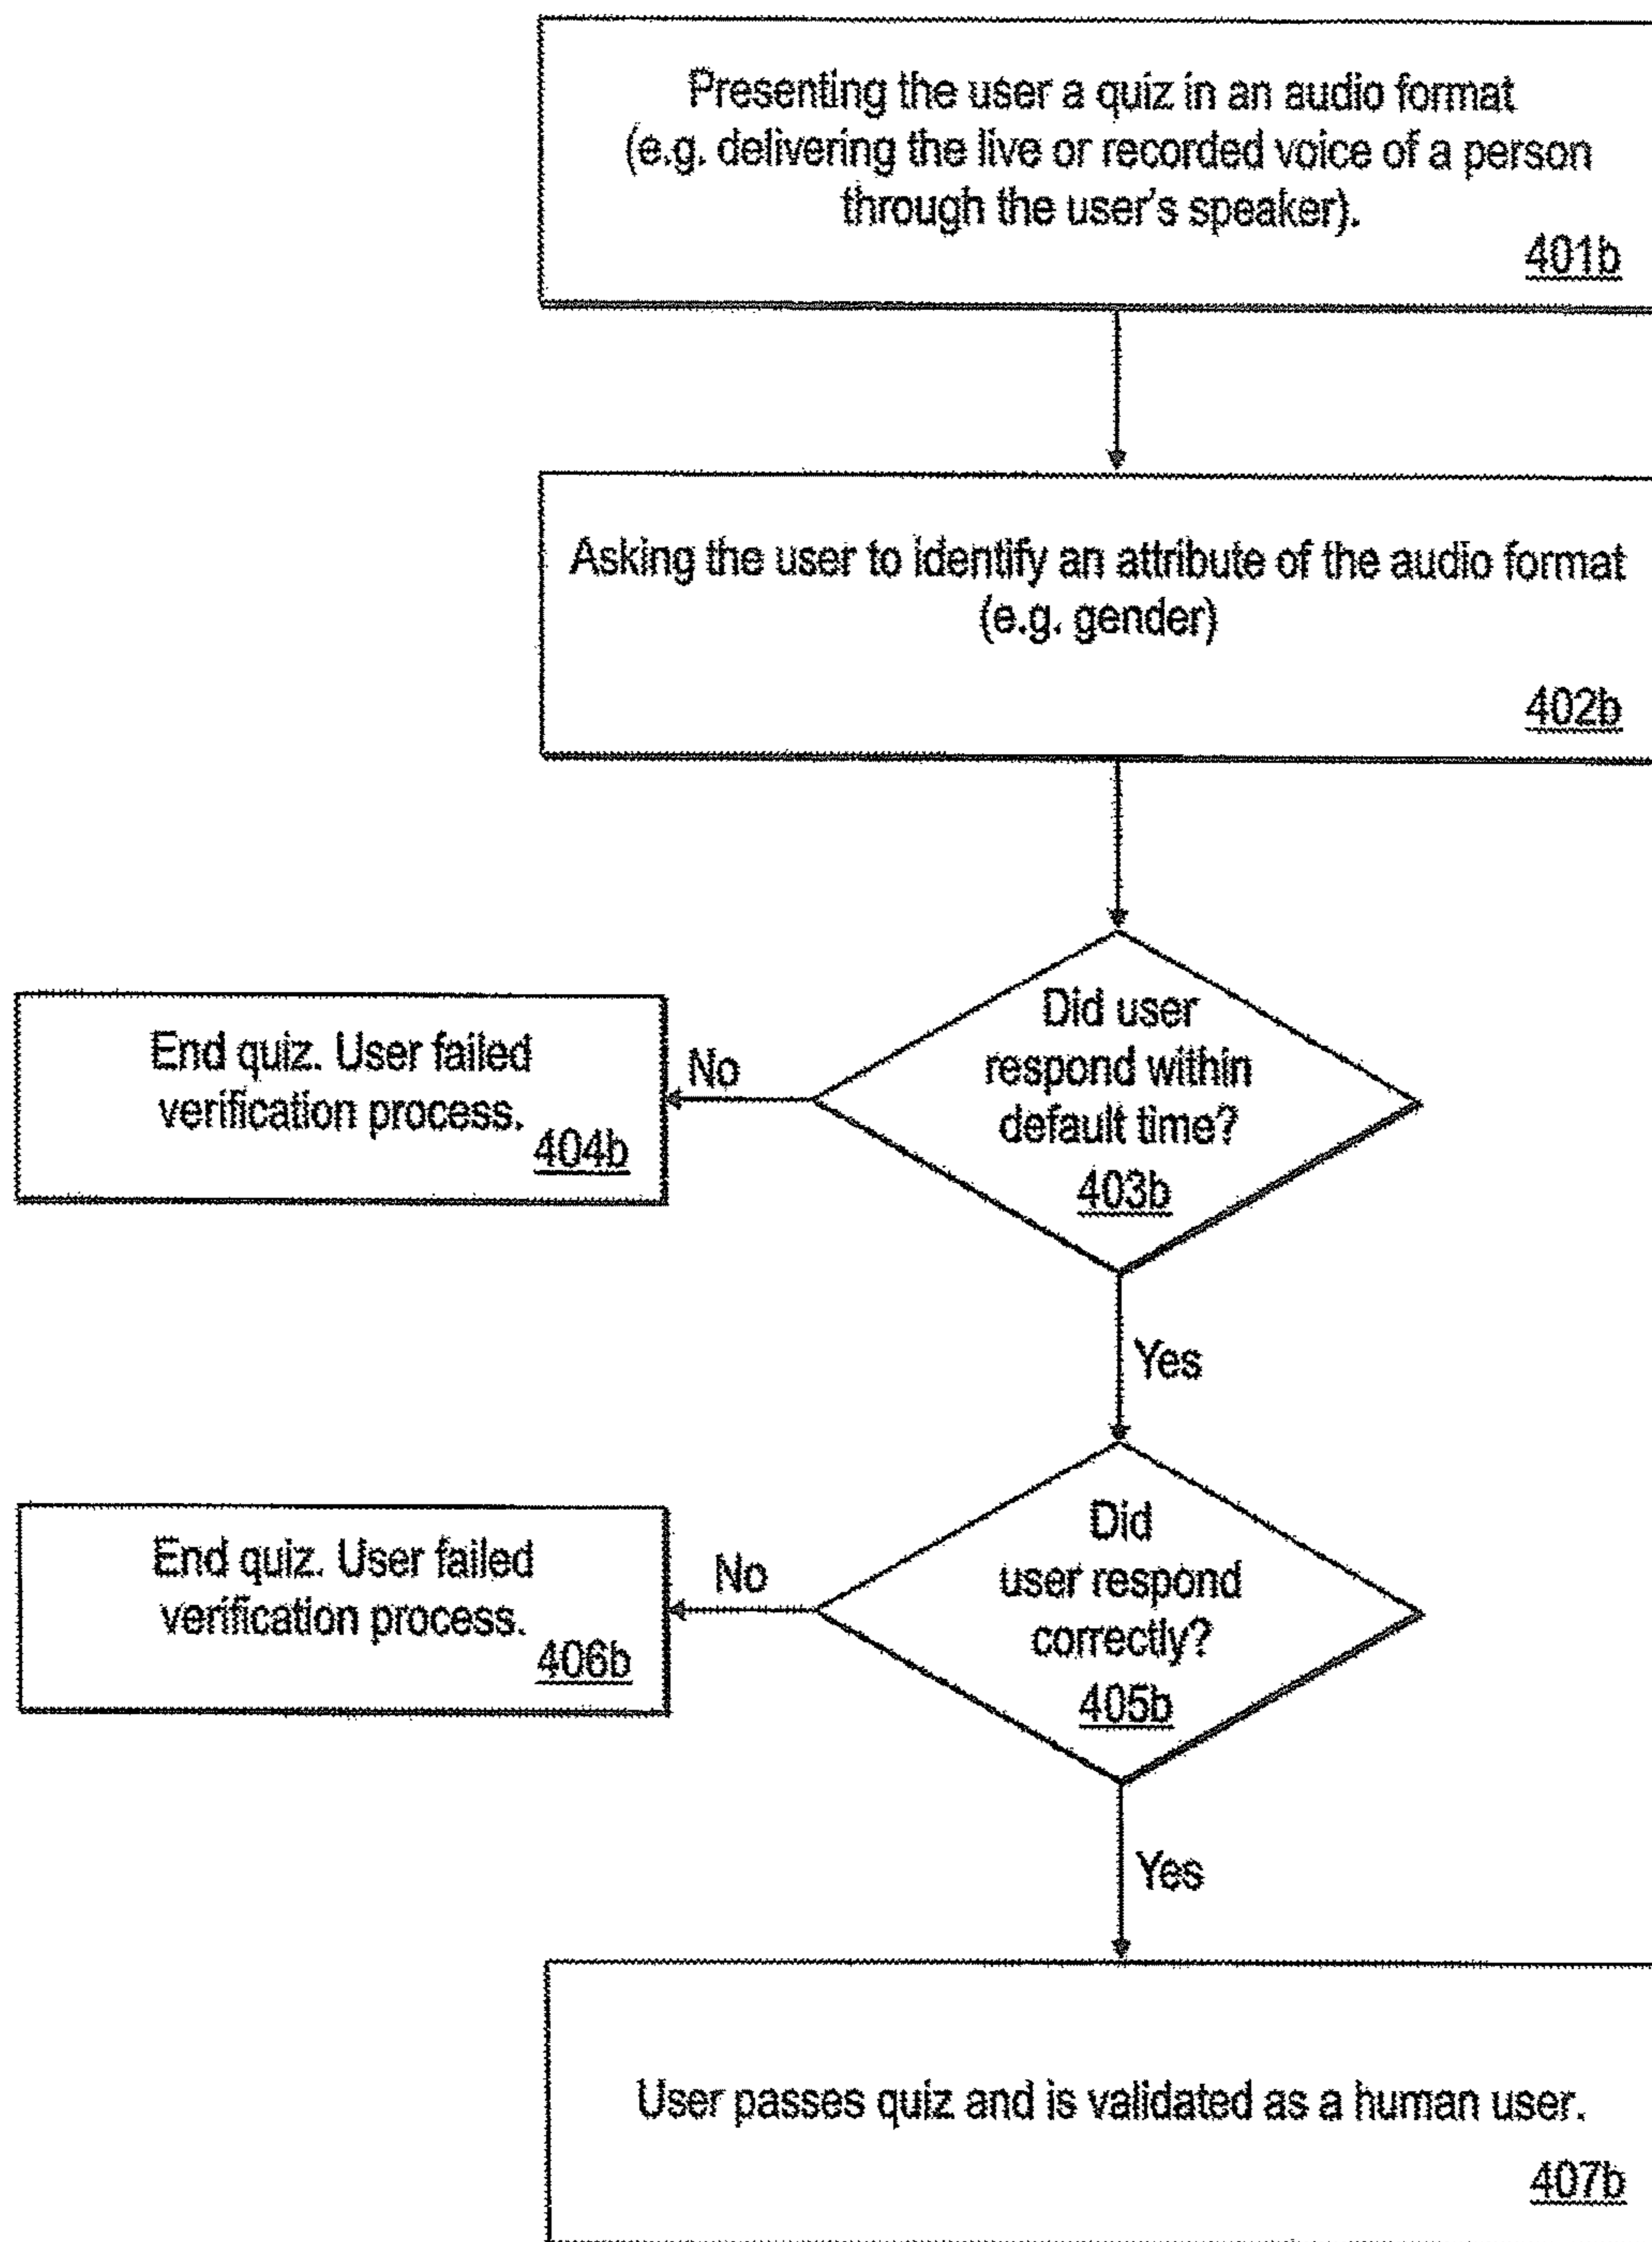 Presenting the user a quiz in an audio format
(e.g. delivering the live or recorded voice of a person
through the user's speaker).
401b
Asking the user to identify an attribute of the audio format
(e.g. gender)
402b
Did user
respond within
default time?
403b
No
End quiz. User failed
verification process.
404b
Yes
Did
user respond
correctly?
405b
No
End quiz. User failed
verification process.
406b
Yes
User passes quiz and is validated as a human user.
407b